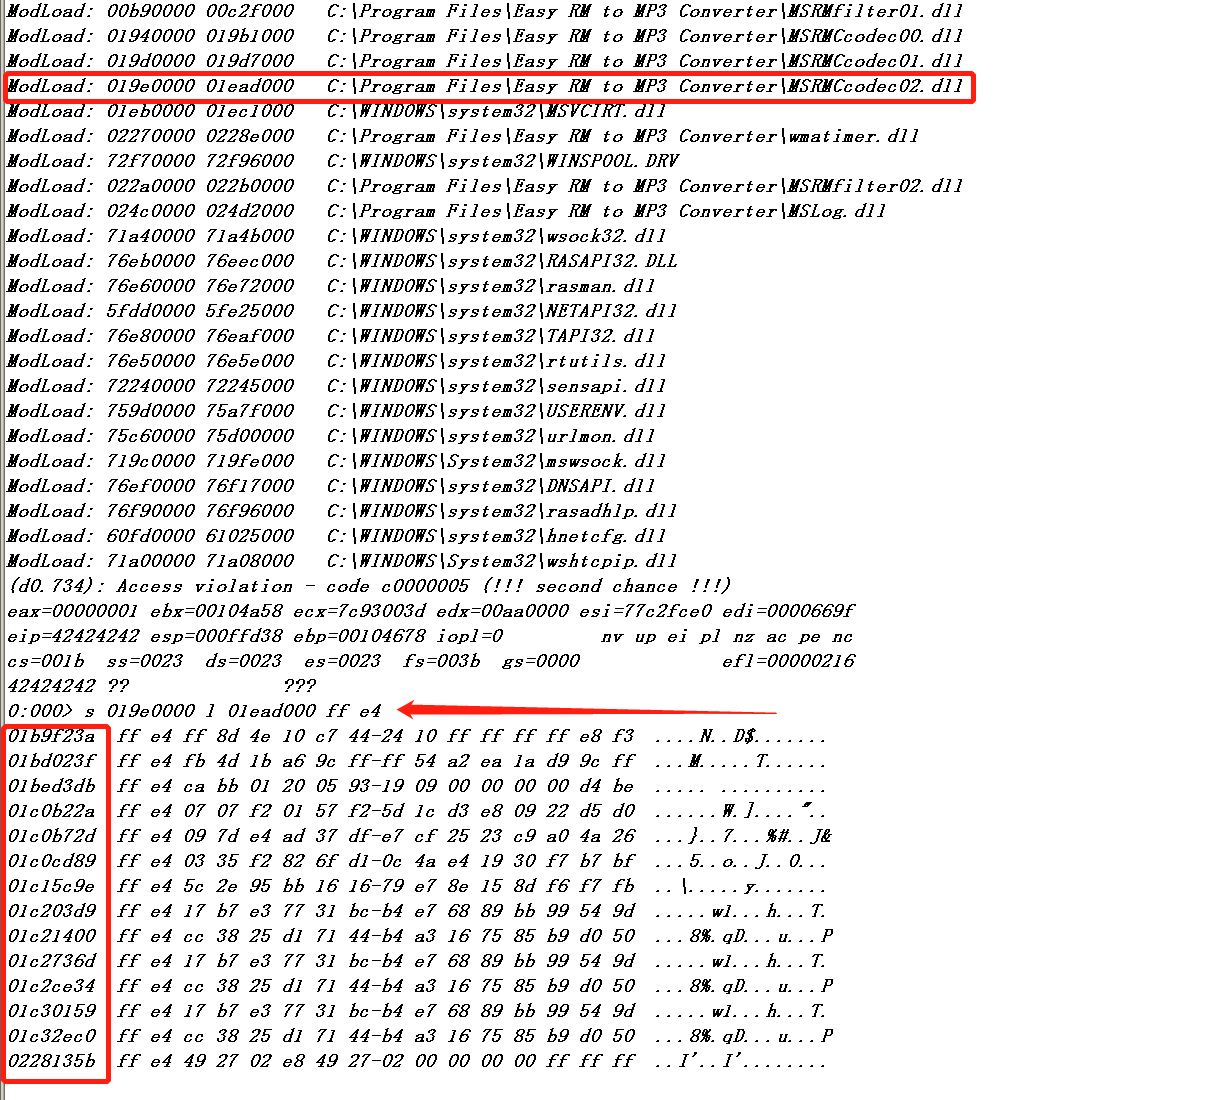 ModLoad: 00b90000 00c2f000   C:\Program Files\Easy RM to MP3 Converter\MSRMfilter01.dll
ModLoad: 01940000 019b1000   C:\Program Files\Easy RM to MP3 Converter\MSRMCcodec00.dll
ModLoad: 019d0000 019d7000   C:\Program Files\Easy RM to MP3 Converter\MSRMCcodec01.dll
ModLoad: 019e0000 01ead000   C:\Program Files\Easy RM to MP3 Converter\MSRMCcodec02.dll
ModLoad: 01eb0000 01ec1000   C:\WINDOWS\system32\MSVCIRT.dll
ModLoad: 02270000 0228e000   C:\Program Files\Easy RM to MP3 Converter\wmatimer.dll
ModLoad: 72f70000 72f96000   C:\WINDOWS\system32\WINSPOOL.DRV
ModLoad: 022a0000 022b0000   C:\Program Files\Easy RM to MP3 Converter\MSRMfilter02.dll
ModLoad: 024c0000 024d2000   C:\Program Files\Easy RM to MP3 Converter\MSLog.dll
ModLoad: 71a40000 71a4b000   C:\WINDOWS\system32\wsock32.dll
ModLoad: 76eb0000 76eec000   C:\WINDOWS\system32\RASAPI32.DLL
ModLoad: 76e60000 76e72000   C:\WINDOWS\system32\rasman.dll
ModLoad: 5fdd0000 5fe25000   C:\WINDOWS\system32\NETAPI32.dll
ModLoad: 76e80000 76eaf000   C:\WINDOWS\system32\TAPI32.dll
ModLoad: 76e50000 76e5e000   C:\WINDOWS\system32\rtutils.dll
ModLoad: 72240000 72245000   C:\WINDOWS\system32\sensapi.dll
ModLoad: 759d0000 75a7f000   C:\WINDOWS\system32\USERENV.dll
ModLoad: 75c60000 75d00000   C:\WINDOWS\system32\urlmon.dll
ModLoad: 719c0000 719fe000   C:\WINDOWS\System32\mswsock.dll
ModLoad: 76ef0000 76f17000   C:\WINDOWS\system32\DNSAPI.dll
ModLoad: 76f90000 76f96000   C:\WINDOWS\system32\rasadhlp.dll
ModLoad: 60fd0000 61025000   C:\WINDOWS\system32\hnetcfg.dll
ModLoad: 71a00000 71a08000   C:\WINDOWS\System32\wshtcpip.dll
(d0.734): Access violation - code c0000005 (!!! second chance !!!)
eax=00000001 ebx=00104a58 ecx=7c93003d edx=00aa0000 esi=77c2fce0 edi=0000669f
eip=42424242 esp=000ffd38 ebp=00104678 iopl=0         nv up ei pl nz ac pe nc
cs=001b  ss=0023  ds=0023  es=0023  fs=003b  gs=0000             efl=00000216
42424242 ??              ???
0:000> s 019e0000 l 01ead000 ff e4
01b9f23a  ff e4 ff 8d 4e 10 c7 44-24 10 ff ff ff ff e8 f3  ....N..D$.......
01bd023f  ff e4 fb 4d 1b a6 9c ff-ff 54 a2 ea 1a d9 9c ff  ...M.....T......
01bed3db  ff e4 ca bb 01 20 05 93-19 09 00 00 00 00 d4 be  ..... ..........
01c0b22a  ff e4 07 07 f2 01 57 f2-5d 1c d3 e8 09 22 d5 d0  ......W.]...."..
01c0b72d  ff e4 09 7d e4 ad 37 df-e7 cf 25 23 c9 a0 4a 26  ...}..7...%#..J&
01c0cd89  ff e4 03 35 f2 82 6f d1-0c 4a e4 19 30 f7 b7 bf  ...5..o..J..0...
01c15c9e  ff e4 5c 2e 95 bb 16 16-79 e7 8e 15 8d f6 f7 fb  ..\.....y.......
01c203d9  ff e4 17 b7 e3 77 31 bc-b4 e7 68 89 bb 99 54 9d  .....w1...h...T.
01c21400  ff e4 cc 38 25 d1 71 44-b4 a3 16 75 85 b9 d0 50  ...8%.qD...u...P
01c2736d  ff e4 17 b7 e3 77 31 bc-b4 e7 68 89 bb 99 54 9d  .....w1...h...T.
01c2ce34  ff e4 cc 38 25 d1 71 44-b4 a3 16 75 85 b9 d0 50  ...8%.qD...u...P
01c30159  ff e4 17 b7 e3 77 31 bc-b4 e7 68 89 bb 99 54 9d  .....w1...h...T.
01c32ec0  ff e4 cc 38 25 d1 71 44-b4 a3 16 75 85 b9 d0 50  ...8%.qD...u...P
0228135b  ff e4 49 27 02 e8 49 27-02 00 00 00 00 ff ff ff  ..I'..I'........